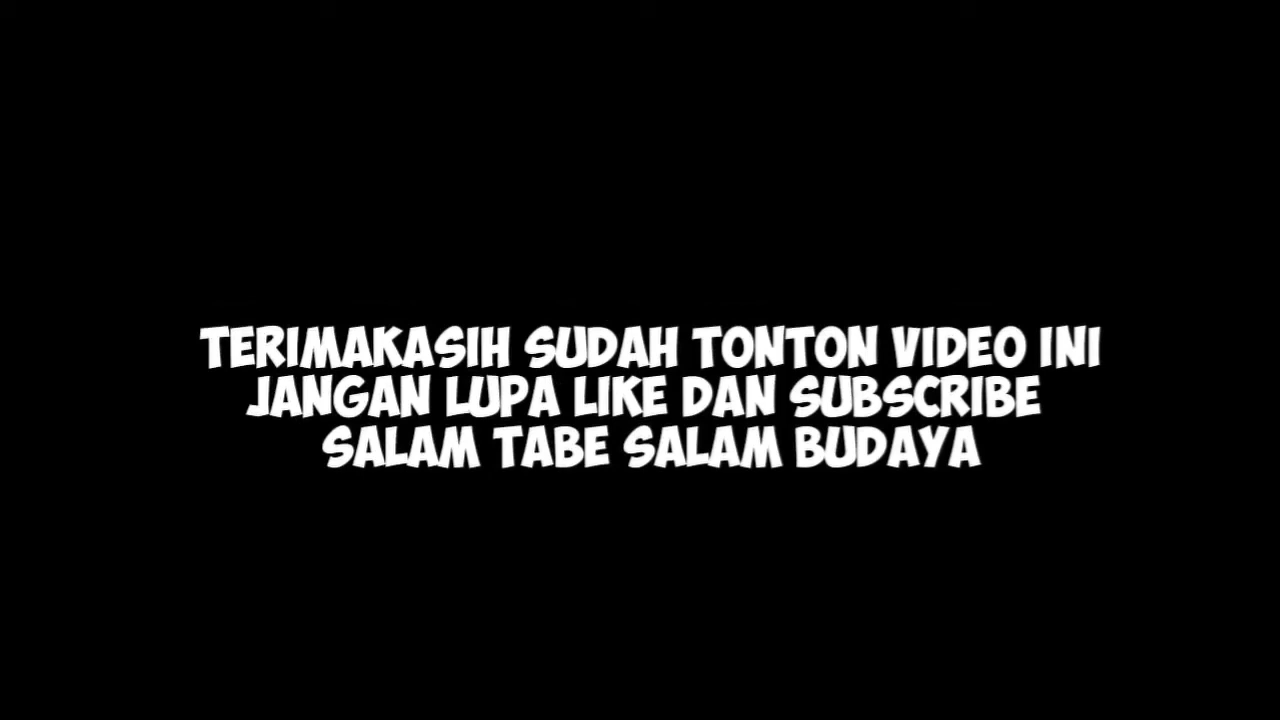 TERIMAKASIH SUDAH TONTON VIDEO INI
JANGAN LUPA LIKE DAN SUBSCRIBE
SALAM TABE SALAM BUDAYA